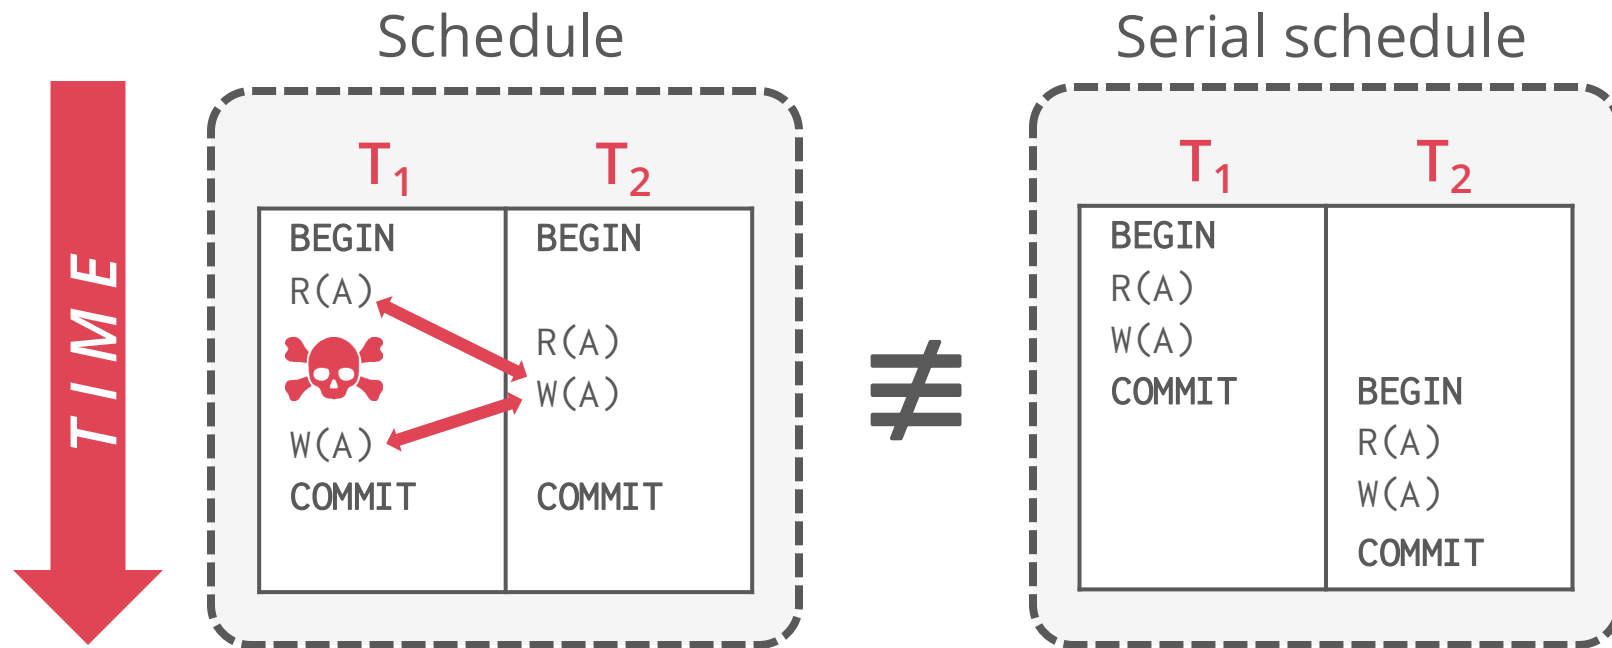 Schedule
Serial schedule
TIME
T1 T2
BEGIN BEGIN
R(A)
R(A)
W(A)
W(A)
COMMIT COMMIT
≢
T1 T2
BEGIN
R(A)
W(A)
COMMIT BEGIN
R(A)
W(A)
COMMIT